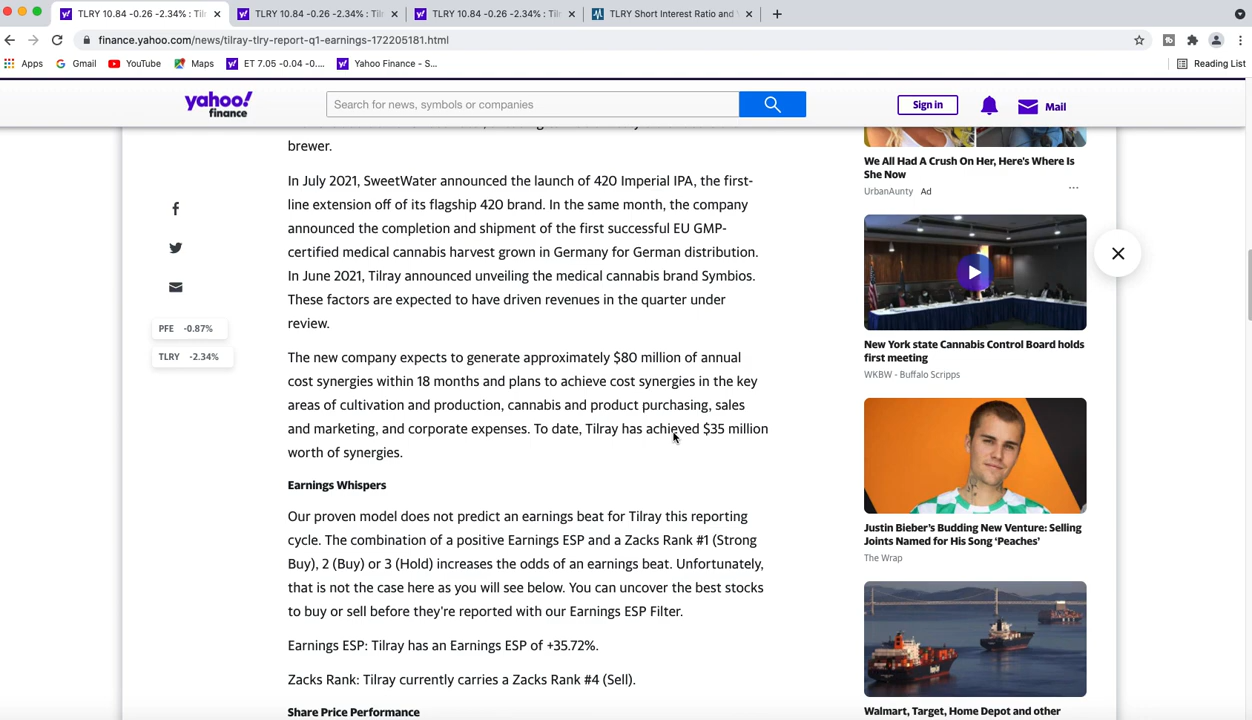 TLRY 10.84 -0.26 -2.34% : Til
TLRY 10.84 -0.26 -2.34% : Til
TLRY 10.84 -0.26 -2.34% : Til
TLRY Short Interest Ratio and
finance.yahoo.com/news/tilray-tlry-report-q1-earnings-172205181.html
Apps
Gmail
YouTube
Maps
ET 7.05 -0.04 -0....
Yahoo Finance - S...
Reading List
yahoo!
finance
Search for news, symbols or companies
Sign in
Mail
brewer.
In July 2021, SweetWater announced the launch of 420 Imperial IPA, the first-
line extension off of its flagship 420 brand. In the same month, the company
announced the completion and shipment of the first successful EU GMP-
certified medical cannabis harvest grown in Germany for German distribution.
In June 2021, Tilray announced unveiling the medical cannabis brand Symbios.
These factors are expected to have driven revenues in the quarter under
review.
PFE -0.87%
TLRY -2.34%
The new company expects to generate approximately $80 million of annual
cost synergies within 18 months and plans to achieve cost synergies in the key
areas of cultivation and production, cannabis and product purchasing, sales
and marketing, and corporate expenses. To date, Tilray has achieved $35 million
worth of synergies.
Earnings Whispers
Our proven model does not predict an earnings beat for Tilray this reporting
cycle. The combination of a positive Earnings ESP and a Zacks Rank #1 (Strong
Buy), 2 (Buy) or 3 (Hold) increases the odds of an earnings beat. Unfortunately,
that is not the case here as you will see below. You can uncover the best stocks
to buy or sell before they're reported with our Earnings ESP Filter.
Earnings ESP: Tilray has an Earnings ESP of +35.72%.
Zacks Rank: Tilray currently carries a Zacks Rank #4 (Sell).
Share Price Performance
We All Had A Crush On Her, Here's Where Is
She Now
UrbanAunty Ad
New York state Cannabis Control Board holds
first meeting
WKBW - Buffalo Scripps
Justin Bieber's Budding New Venture: Selling
Joints Named for His Song 'Peaches'
The Wrap
Walmart, Target, Home Depot and other